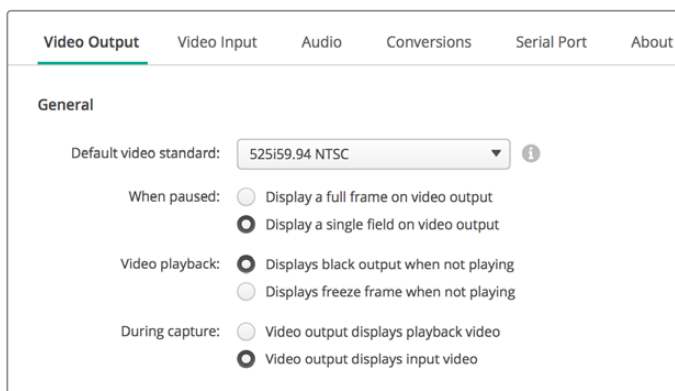 Video Output Video Input Audio Conversions Serial Port About
General
Default video standard: 525i59.94 NTSC
When paused: Display a full frame on video output
Display a single field on video output
Video playback: Displays black output when not playing
Displays freeze frame when not playing
During capture: Video output displays playback video
Video output displays input video